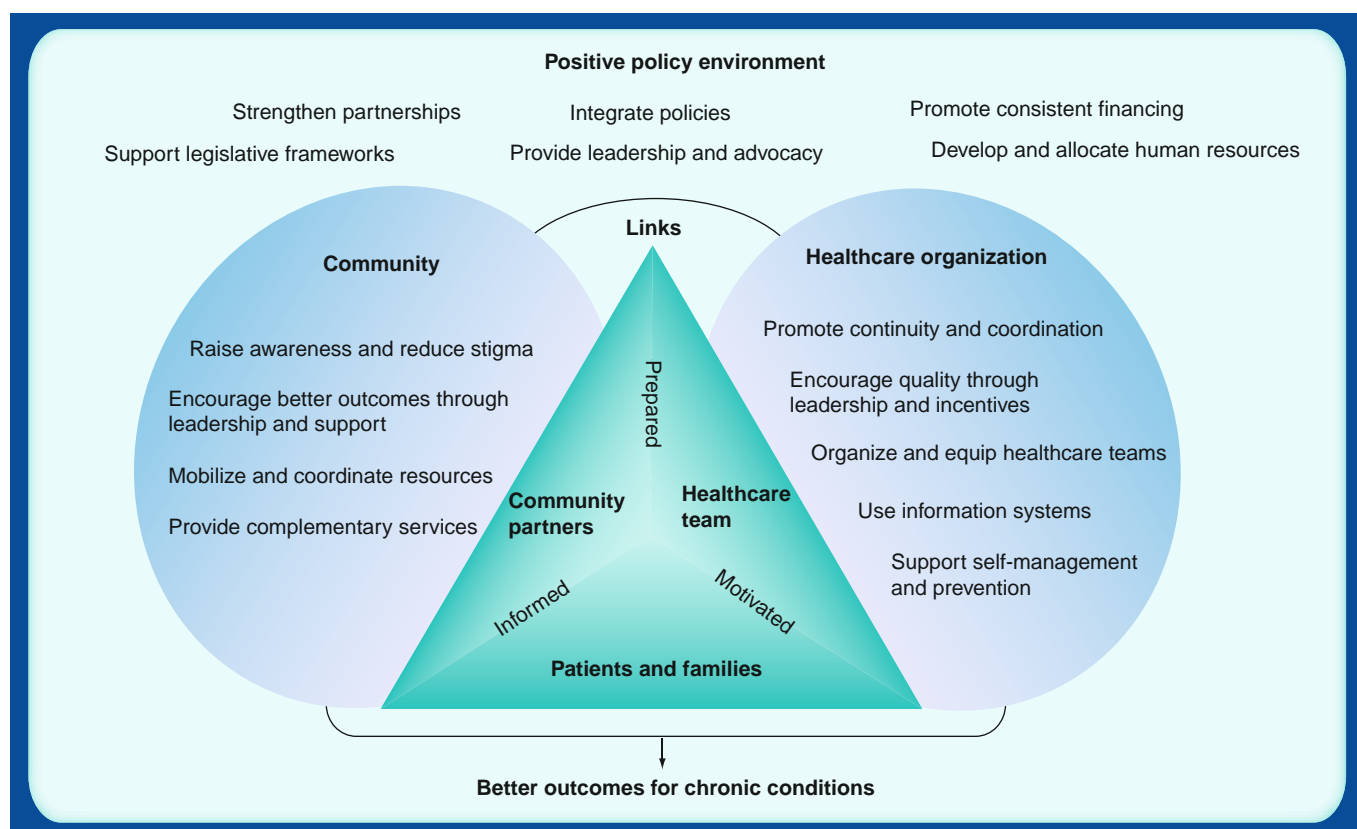 Positive policy environment
Strengthen partnerships
Integrate policies
Promote consistent financing
Support legislative frameworks
Provide leadership and advocacy
Develop and allocate human resources
Links
Community
Raise awareness and reduce stigma
Encourage better outcomes through
leadership and support
Mobilize and coordinate resources
Provide complementary services
Prepared
Community
partners
Healthcare
team
Informed
Motivated
Patients and families
Healthcare organization
Promote continuity and coordination
Encourage quality through
leadership and incentives
Organize and equip healthcare teams
Use information systems
Support self-management
and prevention
Better outcomes for chronic conditions